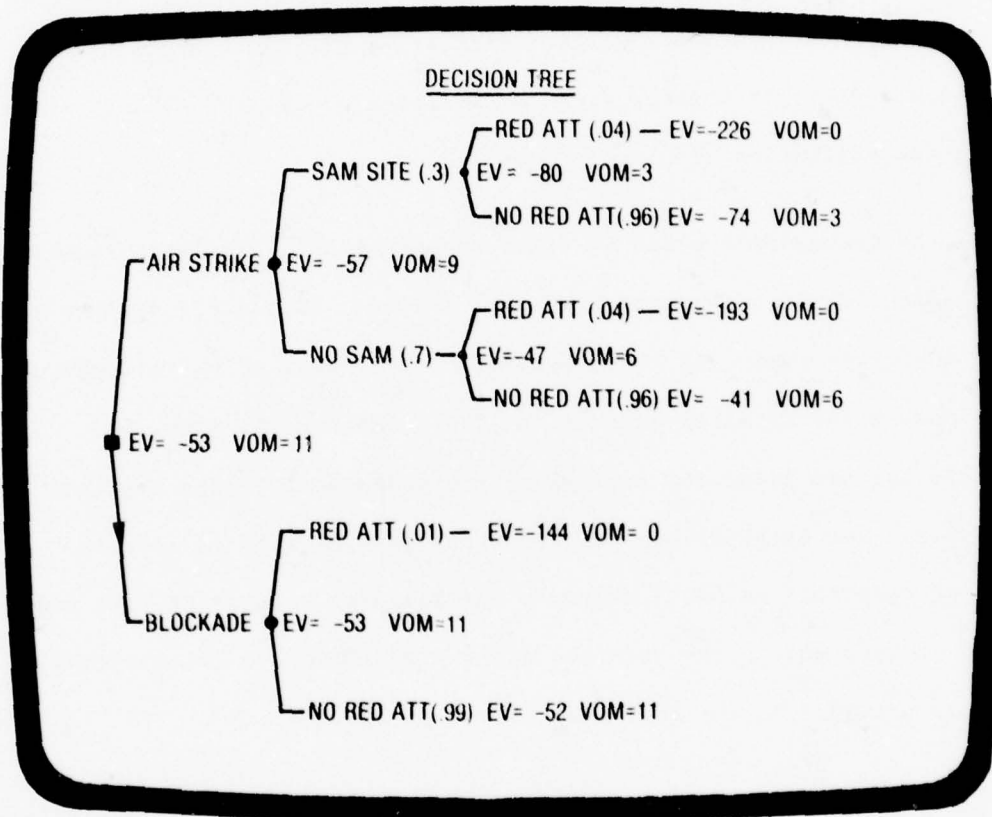 DECISION TREE
RED ATT (.04) — EV=-226 VOM=0
SAM SITE (.3) EV= -80 VOM=3
NO RED ATT(.96) EV= -74 VOM=3
AIR STRIKE EV= -57 VOM=9
RED ATT (.04) — EV=-193 VOM=0
NO SAM (.7) EV=-47 VOM=6
NO RED ATT(.96) EV= -41 VOM=6
EV= -53 VOM=11
RED ATT (.01) — EV=-144 VOM= 0
BLOCKADE EV= -53 VOM=11
NO RED ATT(.99) EV= -52 VOM=11